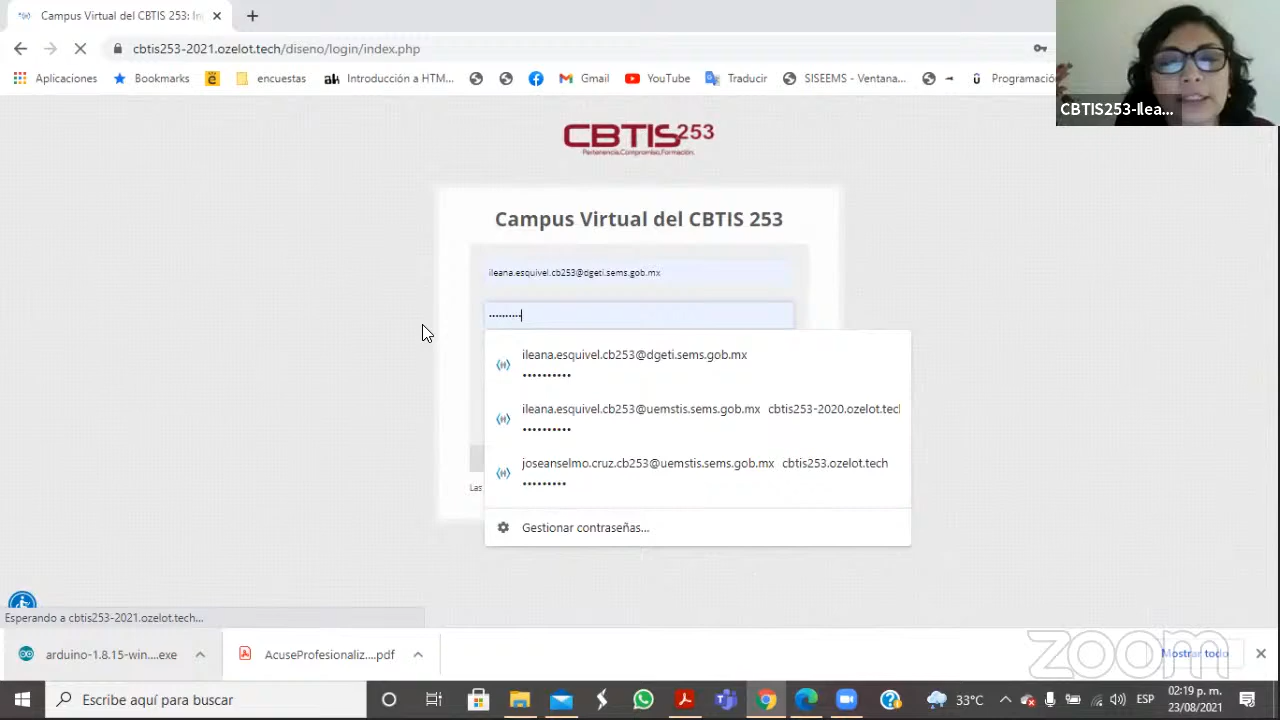 Campus Virtual del CBTIS 253: In
cbtis253-2021.ozelot.tech/diseno/login/index.php
Aplicaciones Bookmarks encuestas Introducción a HTM... Gmail YouTube Traducir SISEEMS - Ventana... Programació
CBTIS253-Ilea...
CBTIS253
Pertenencia.Compromiso.Formación.
Campus Virtual del CBTIS 253
ileana.esquivel.cb253@dgeti.sems.gob.mx
ileana.esquivel.cb253@dgeti.sems.gob.mx
ileana.esquivel.cb253@uemstis.sems.gob.mx cbtis253-2020.ozelot.tec
joseanselmo.cruz.cb253@uemstis.sems.gob.mx cbtis253.ozelot.tech
Las
Gestionar contraseñas...
Esperando a cbtis253-2021.ozelot.tech...
arduino-1.8.15-win....exe AcuseProfesionaliz....pdf Mostrar todo
zoom
Escribe aquí para buscar 33°C ESP 02:19 p. m.
23/08/2021